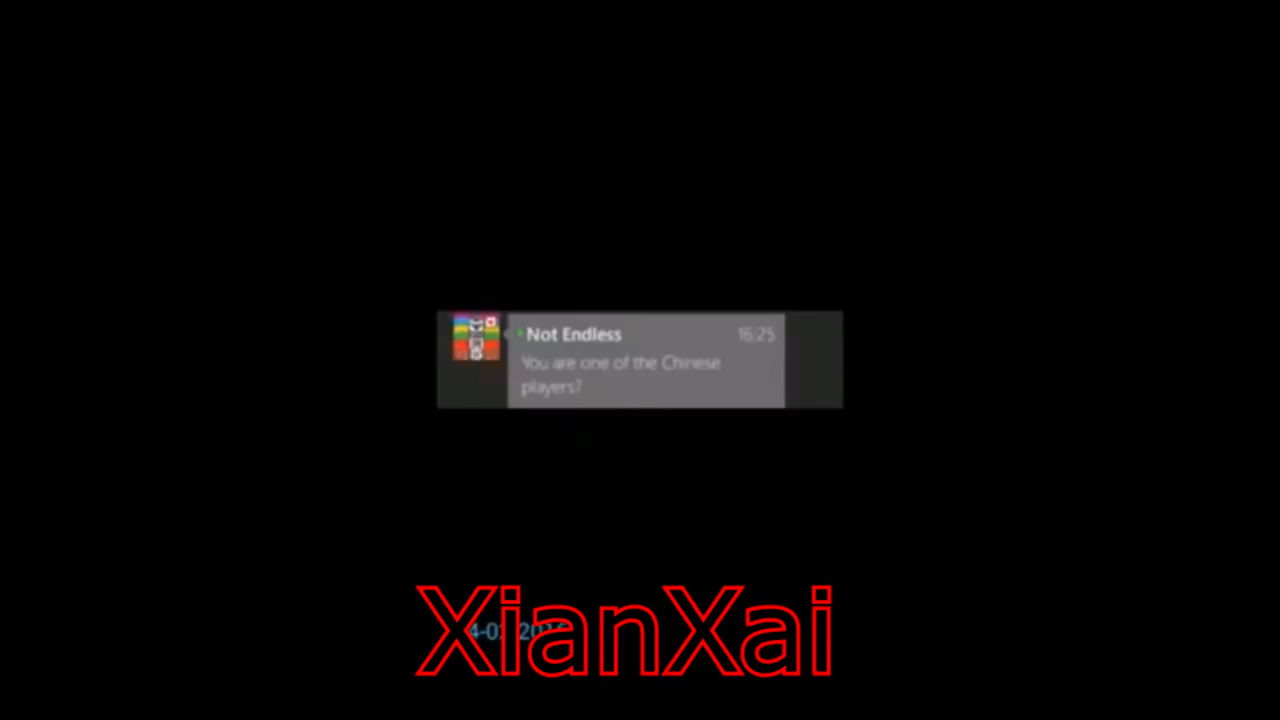 Not Endless 16:25
You are one of the Chinese
players?
XianXai